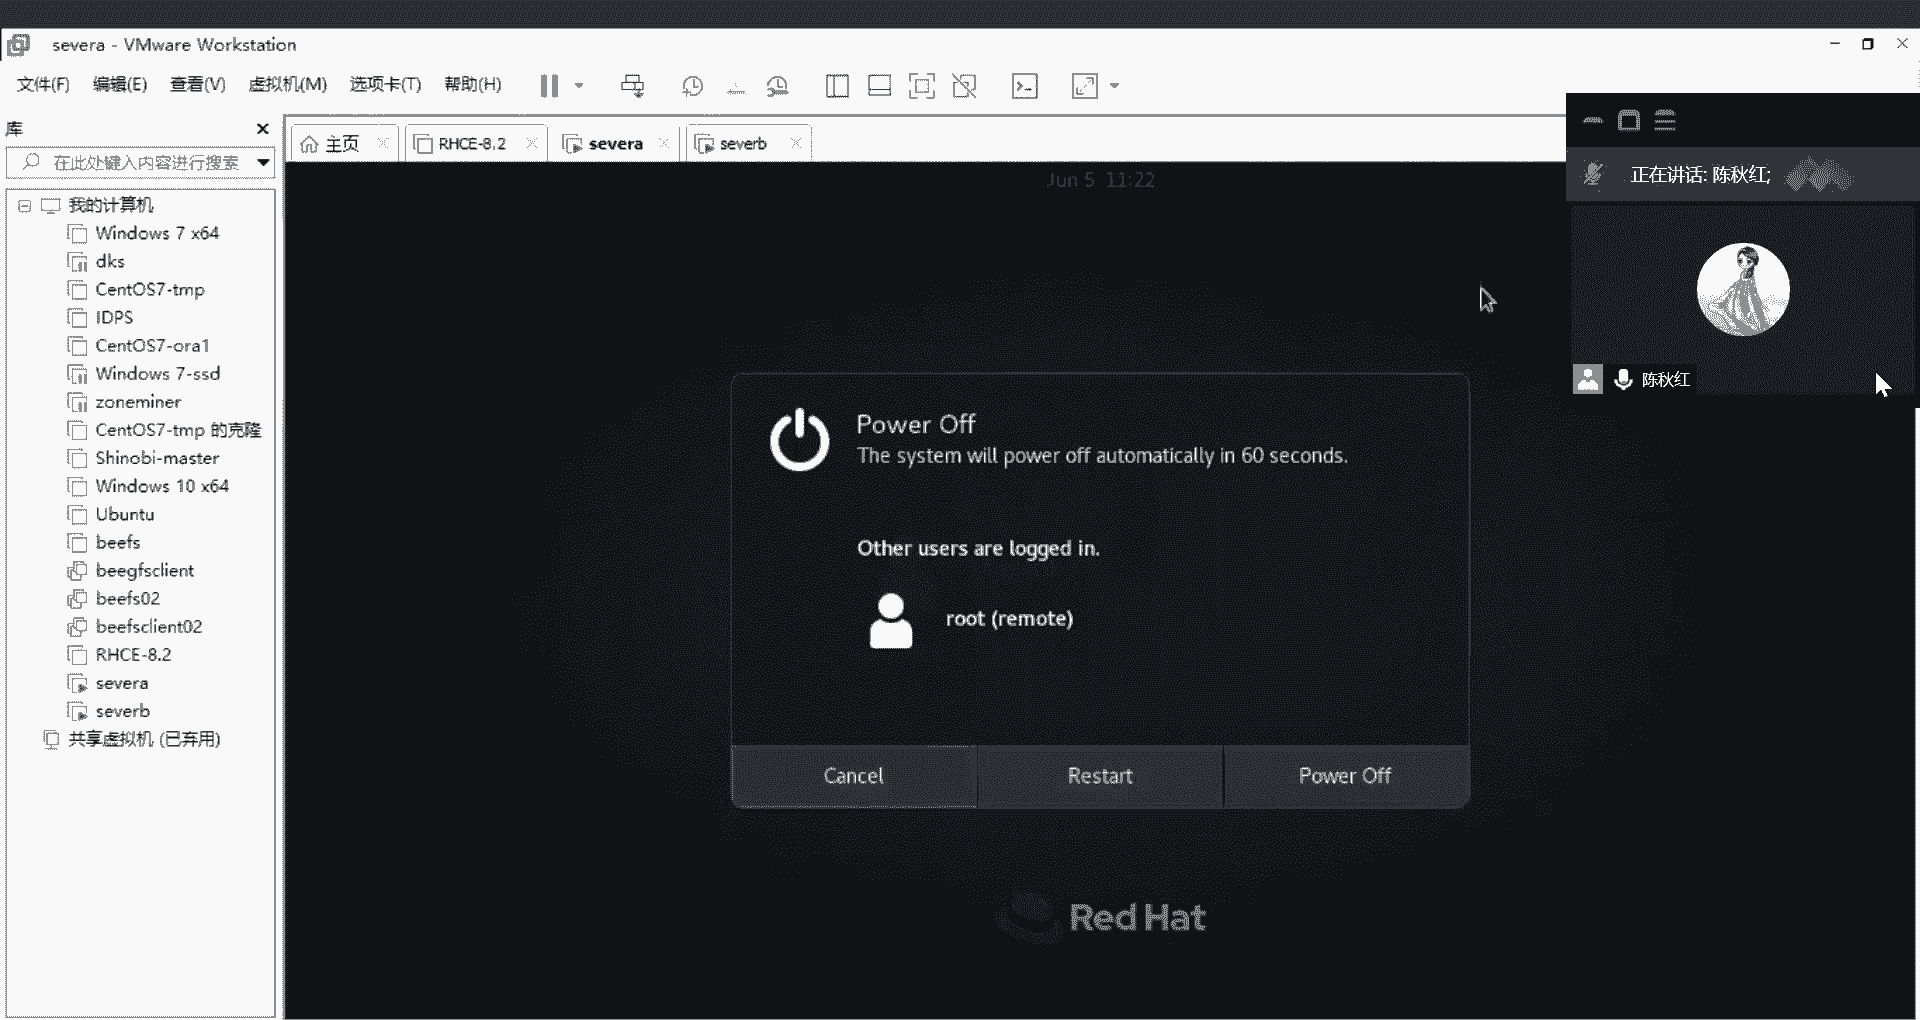 severa - VMware Workstation
文件(F) 编辑(E) 查看(V) 虚拟机(M) 选项卡(T) 帮助(H)
库
在此处键入内容进行搜索
我的计算机
Windows 7 x64
dks
CentOS7-tmp
IDPS
CentOS7-ora1
Windows 7-ssd
zoneminer
CentOS7-tmp 的克隆
Shinobi-master
Windows 10 x64
Ubuntu
beefs
beegfsclient
beefs02
beefsclient02
RHCE-8.2
severa
severb
共享虚拟机 (已弃用)
主页 RHCE-8.2 severa severb
Jun 5 11:22
Power Off
The system will power off automatically in 60 seconds.
Other users are logged in.
root (remote)
Cancel Restart Power Off
Red Hat
正在讲话: 陈秋红;
陈秋红